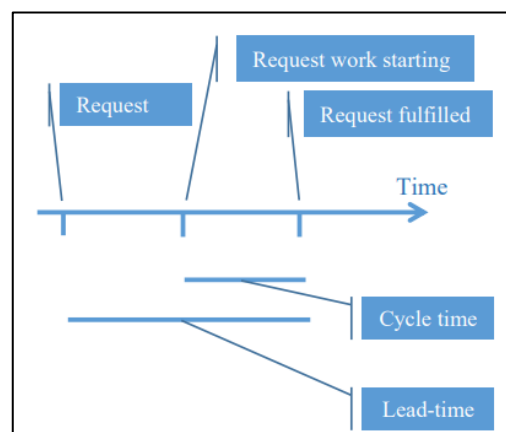 Request work starting
Request
Request fulfilled
Time
Cycle time
Lead-time